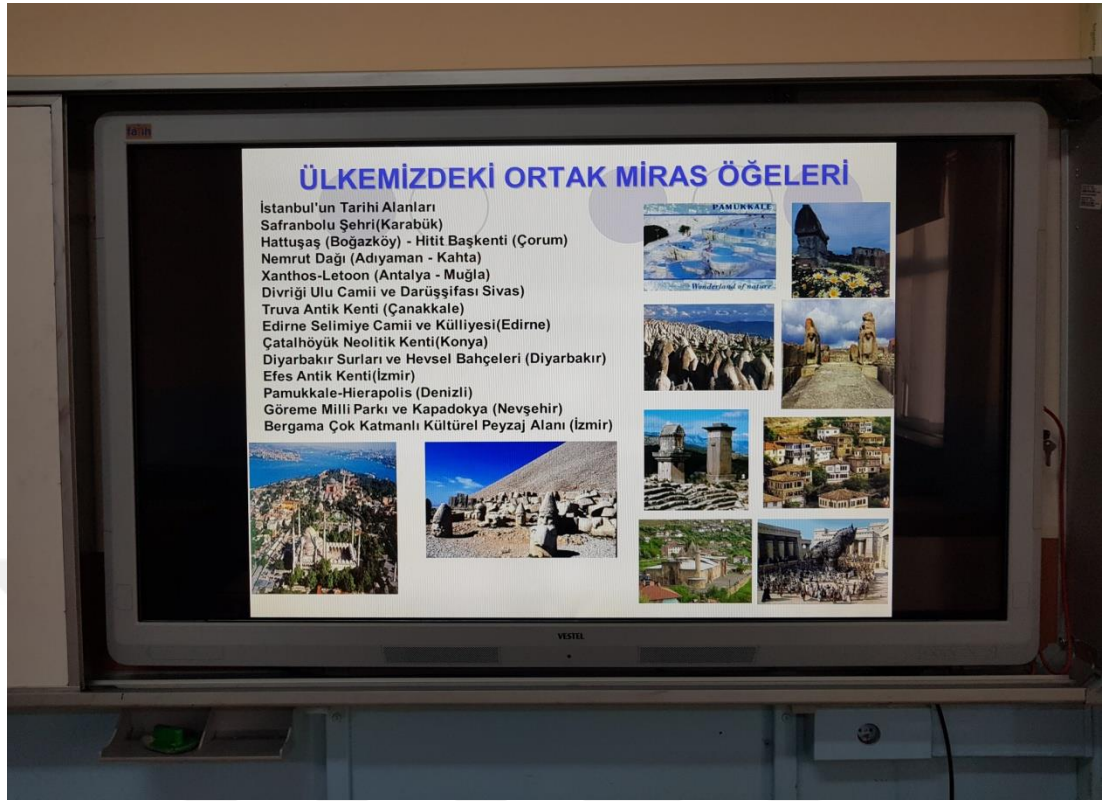 fatih
ÜLKEMİZDEKİ ORTAK MİRAS ÖĞELERİ
İstanbul'un Tarihi Alanları
Safranbolu Şehri(Karabük)
Hattuşaş (Boğazköy) - Hitit Başkenti (Çorum)
Nemrut Dağı (Adıyaman - Kahta)
Xanthos-Letoon (Antalya - Muğla)
Divriği Ulu Camii ve Darüşşifası Sivas)
Truva Antik Kenti (Çanakkale)
Edirne Selimiye Camii ve Külliyesi(Edirne)
Çatalhöyük Neolitik Kenti(Konya)
Diyarbakır Surları ve Hevsel Bahçeleri (Diyarbakır)
Efes Antik Kenti(İzmir)
Pamukkale-Hierapolis (Denizli)
Göreme Milli Parkı ve Kapadokya (Nevşehir)
Bergama Çok Katmanlı Kültürel Peyzaj Alanı (İzmir)
PAMUKKALE
Wonderland of nature
VESTEL